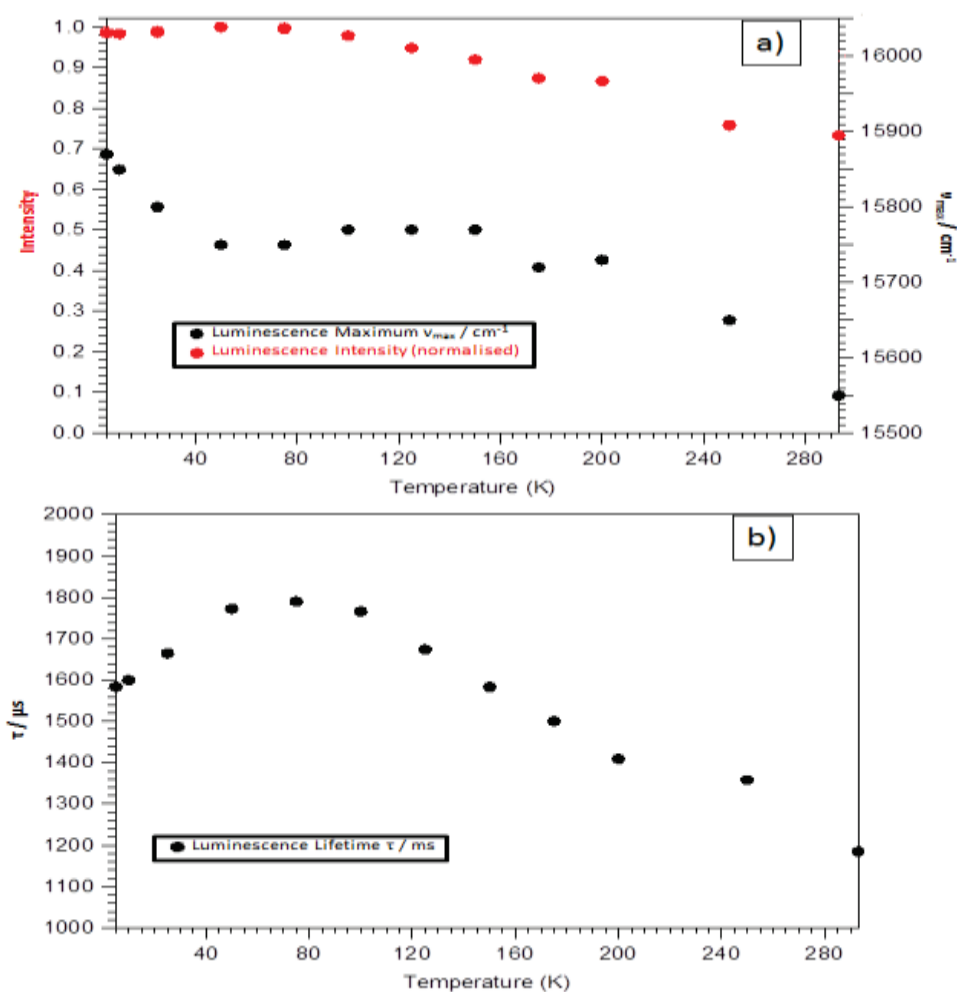 a)
1.0
0.9
0.8
0.7
0.6
0.5
0.4
0.3
0.2
0.1
0.0
Intensity
16000
15900
15800
15700
15600
15500
νmax / cm-1
Luminescence Maximum vmax / cm-1
Luminescence Intensity (normalised)
40 80 120 160 200 240 280
Temperature (K)
b)
2000
1900
1800
1700
1600
1500
1400
1300
1200
1100
1000
τ / µs
Luminescence Lifetime τ / ms
40 80 120 160 200 240 280
Temperature (K)